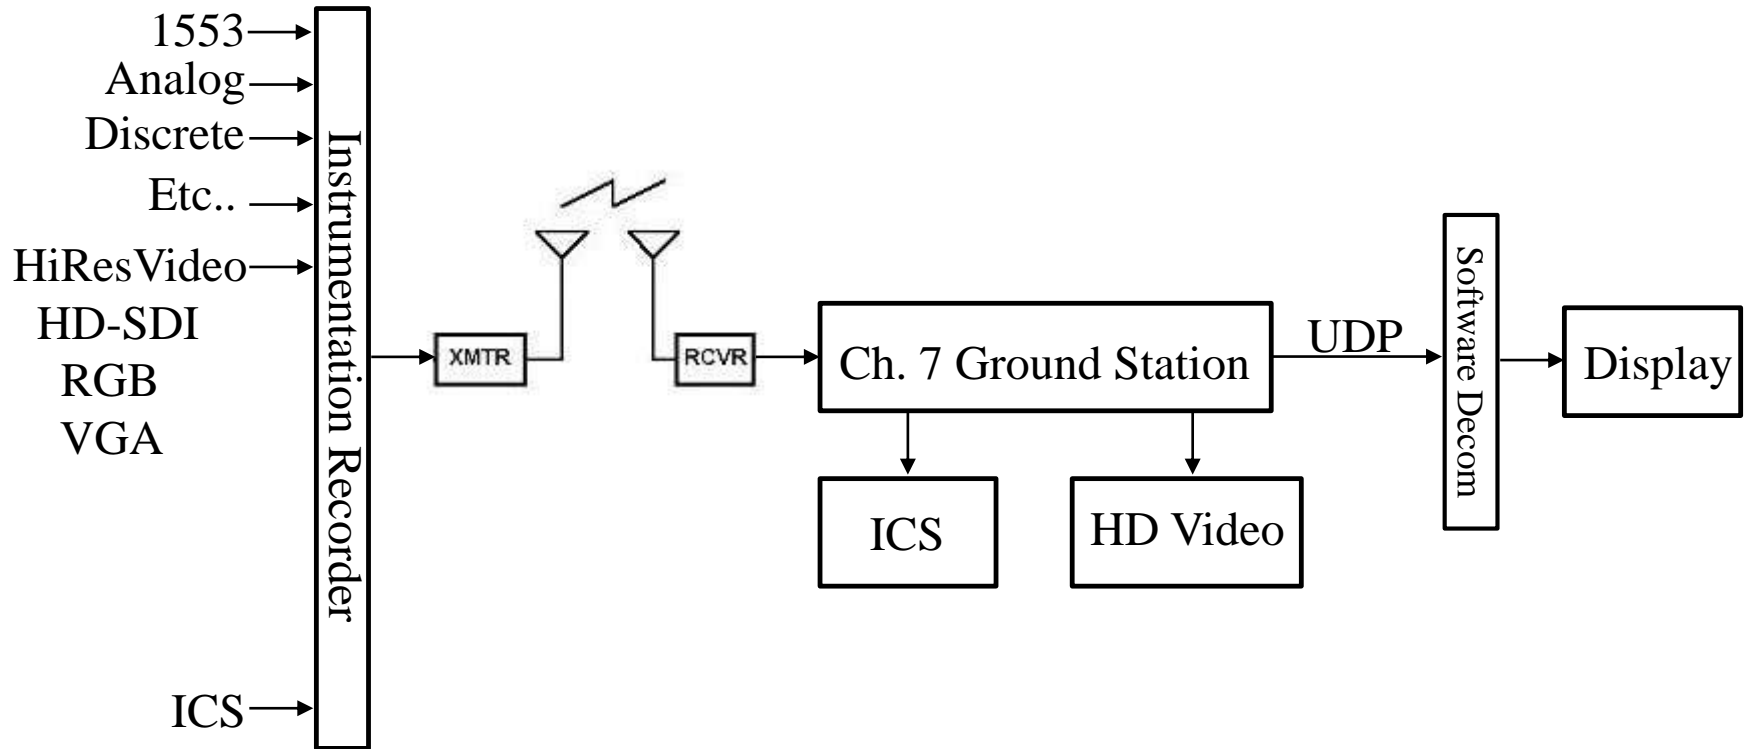 1553
Analog
Discrete
Etc..
HiResVideo
HD-SDI
RGB
VGA
ICS
Instrumentation Recorder
XMTR
RCVR
Ch. 7 Ground Station
ICS
HD Video
UDP
Software Decom
Display